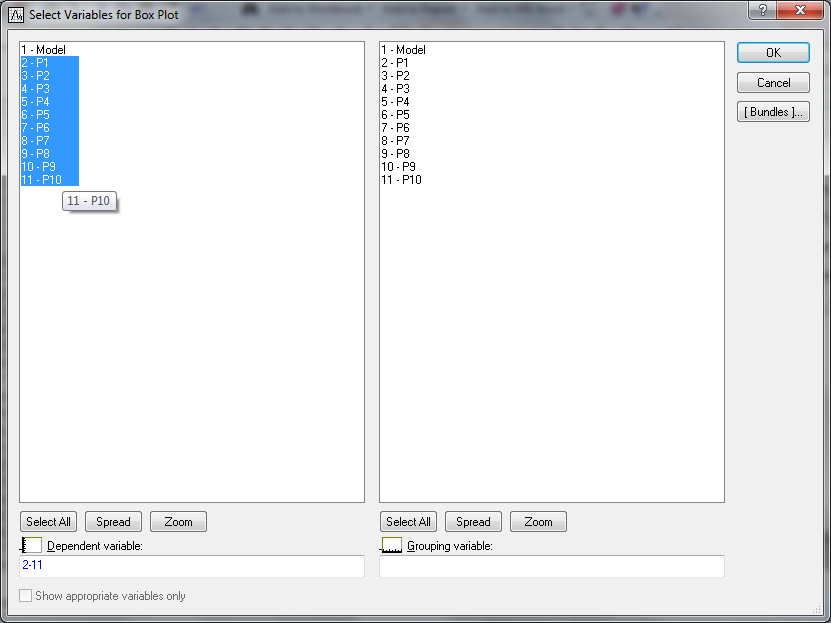 Select Variables for Box Plot
1 - Model
2 - P1
3 - P2
4 - P3
5 - P4
6 - P5
7 - P6
8 - P7
9 - P8
10 - P9
11 - P10
11 - P10
Select All Spread Zoom
Dependent variable:
2-11
Show appropriate variables only
1 - Model
2 - P1
3 - P2
4 - P3
5 - P4
6 - P5
7 - P6
8 - P7
9 - P8
10 - P9
11 - P10
Select All Spread Zoom
Grouping variable:
?
OK
Cancel
[ Bundles ]...